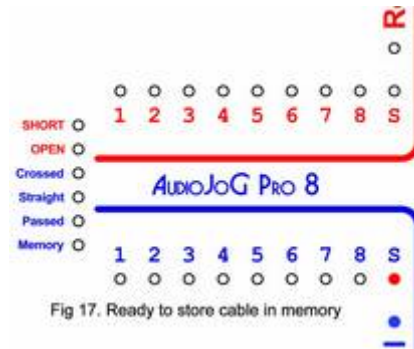 R
1 2 3 4 5 6 7 8 S
SHORT
OPEN
Crossed
Straight
Passed
Memory
AudioJoG Pro 8
1 2 3 4 5 6 7 8 S
Fig 17. Ready to store cable in memory